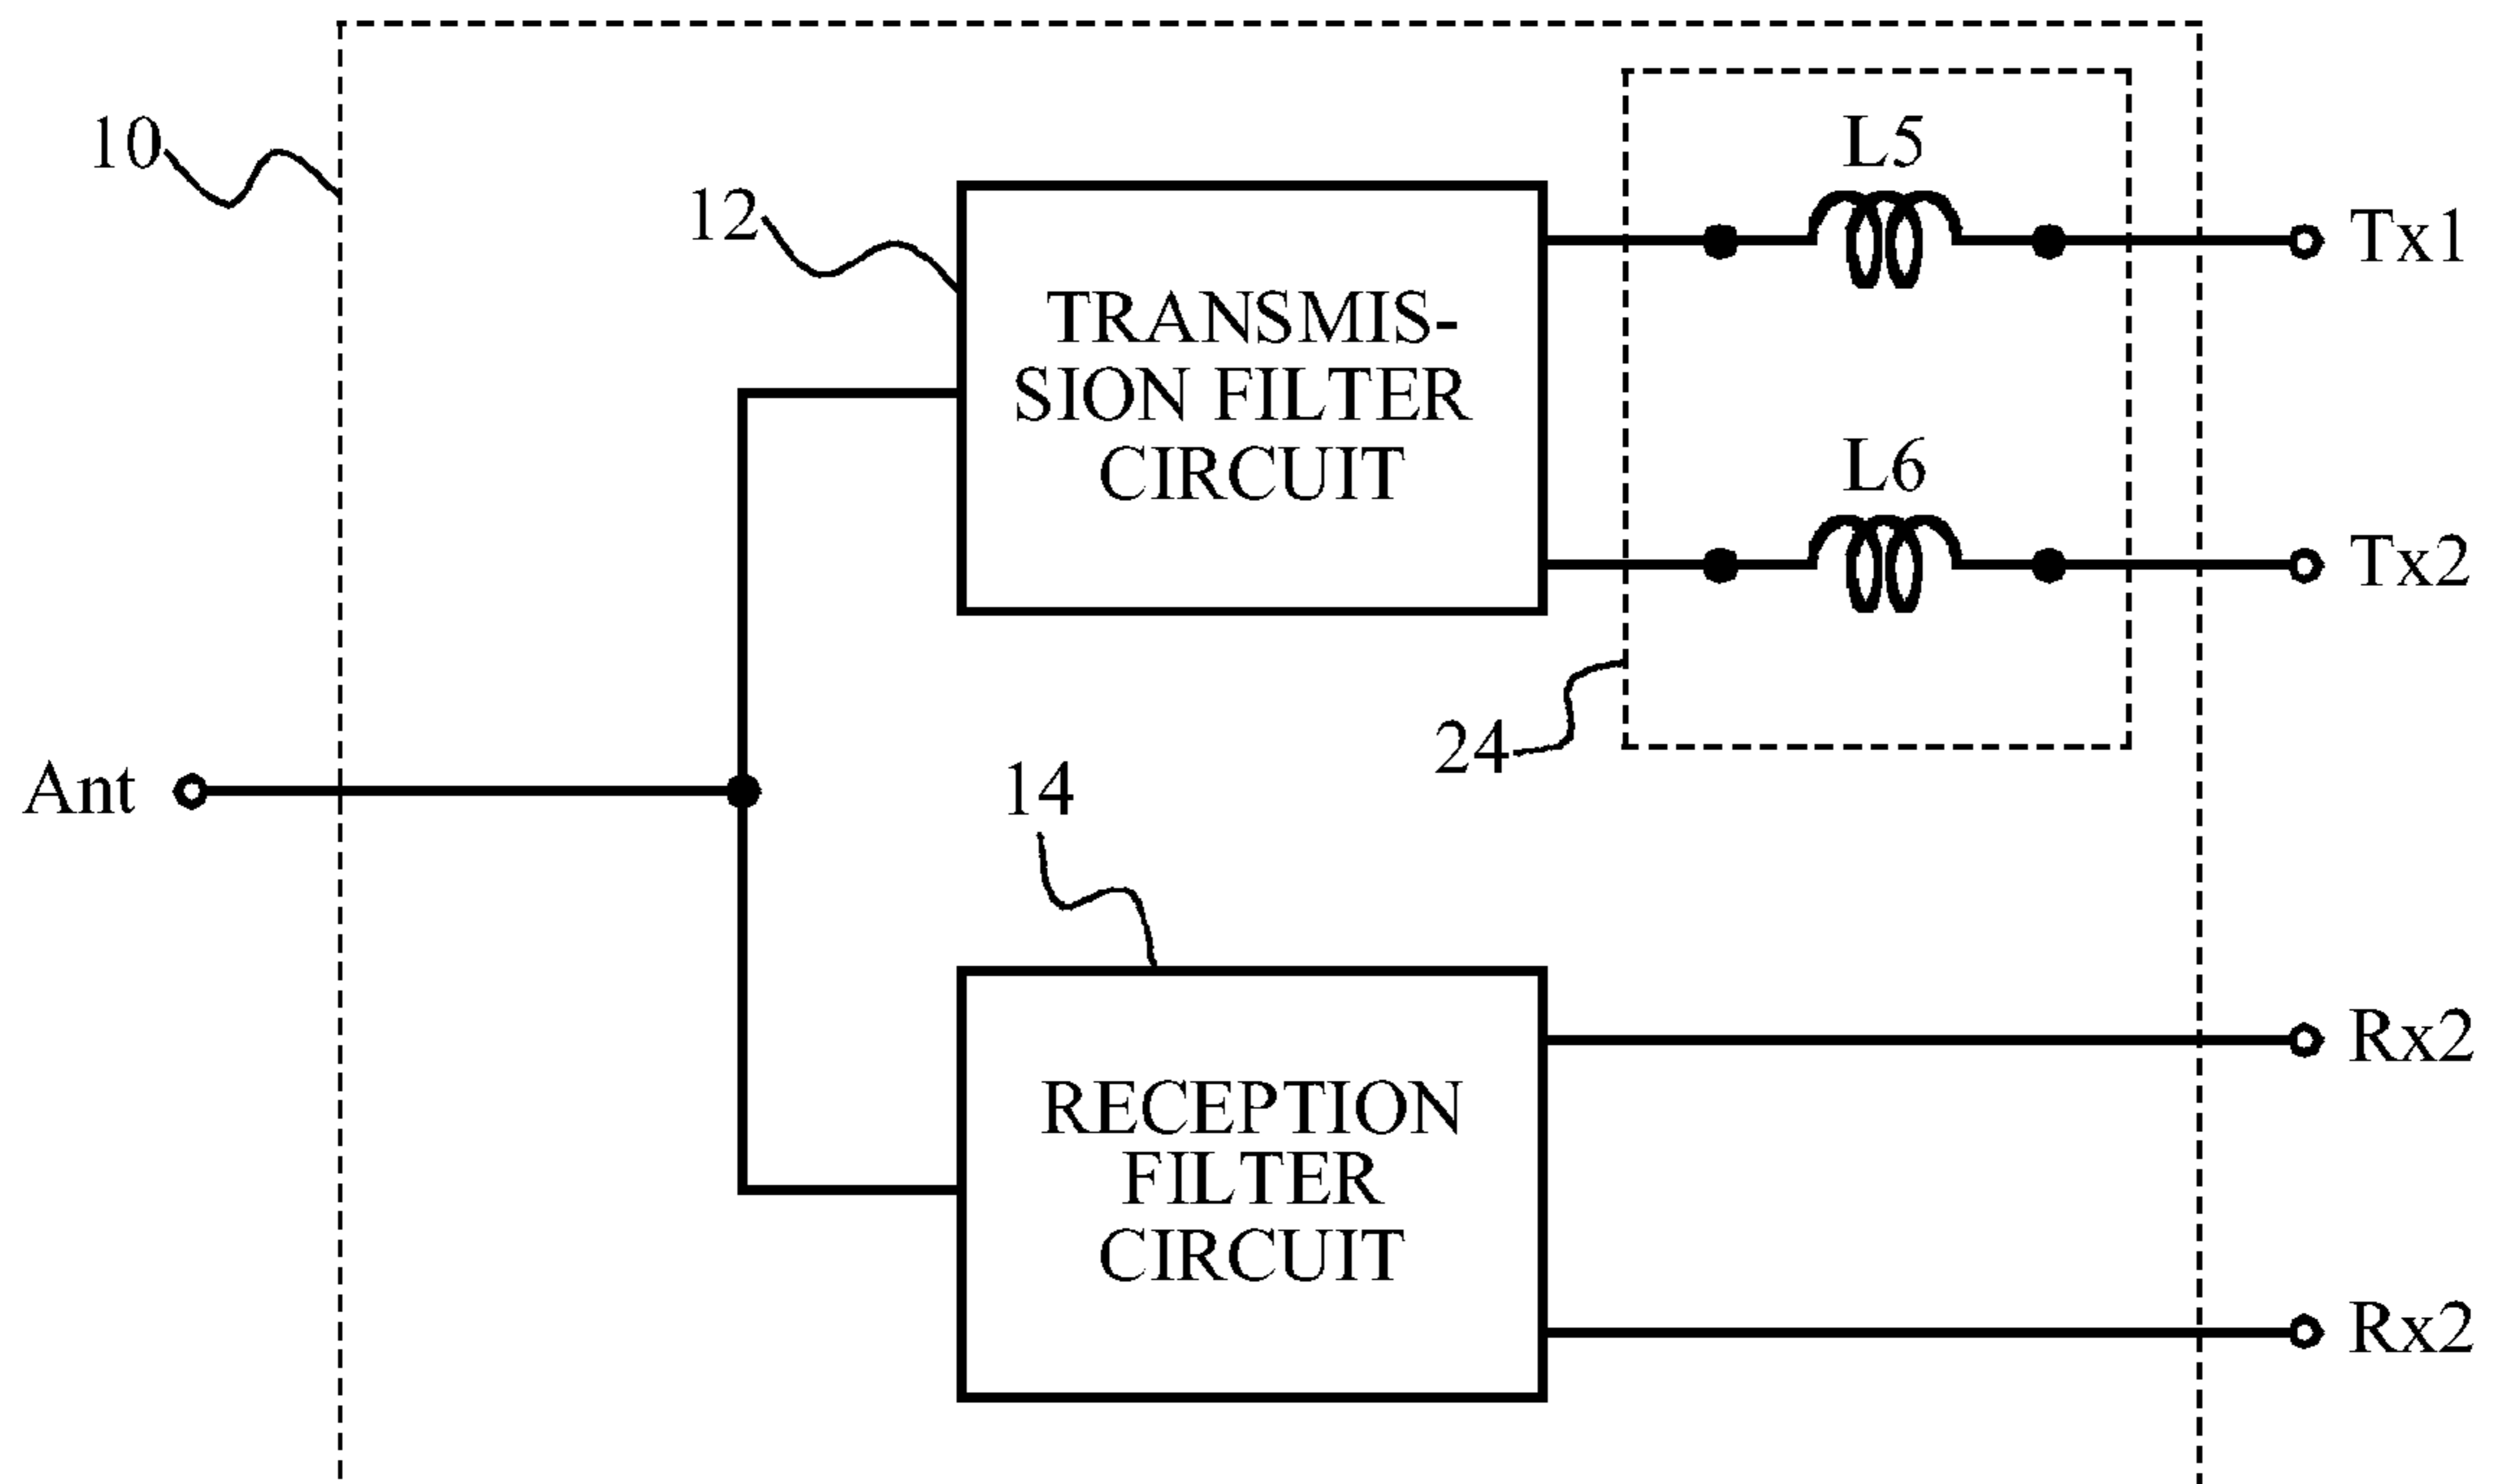 10
12
TRANSMIS-
SION FILTER
CIRCUIT
L5
Tx1
L6
Tx2
24
Ant
14
RECEPTION
FILTER
CIRCUIT
Rx2
Rx2